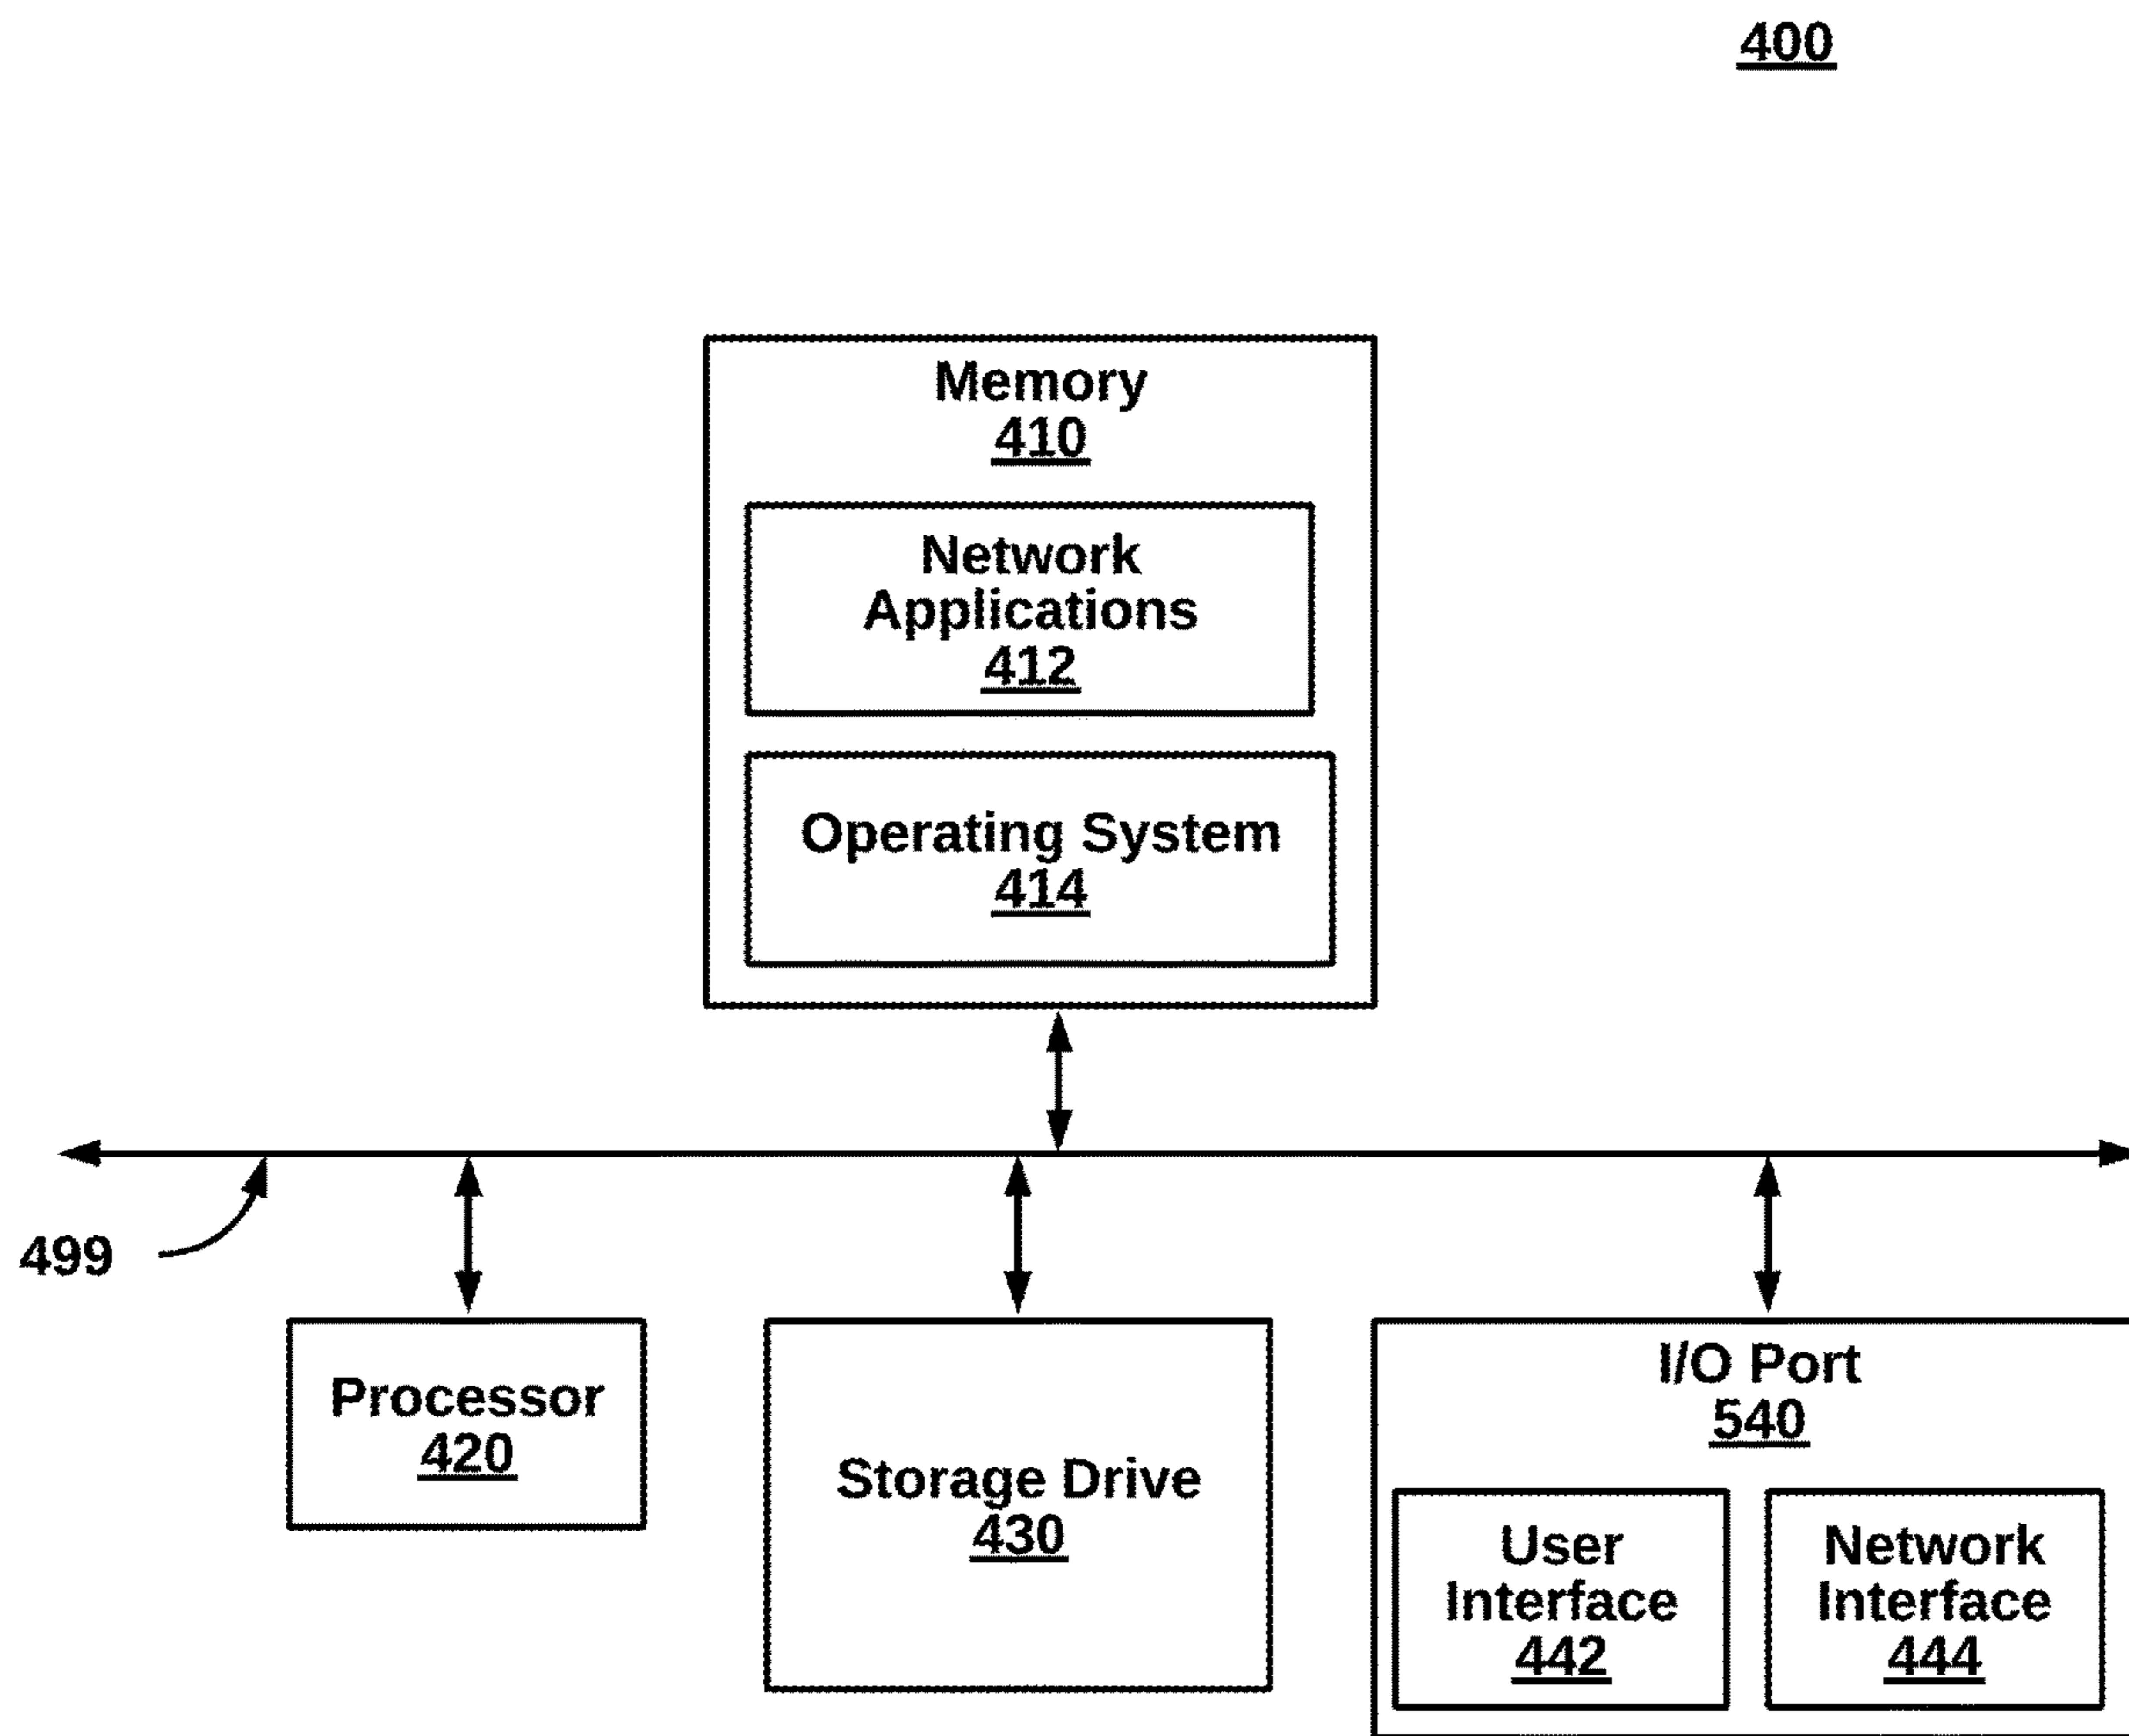 400
Memory
410
Network
Applications
412
Operating System
414
499
Processor
420
Storage Drive
430
I/O Port
540
User
Interface
442
Network
Interface
444